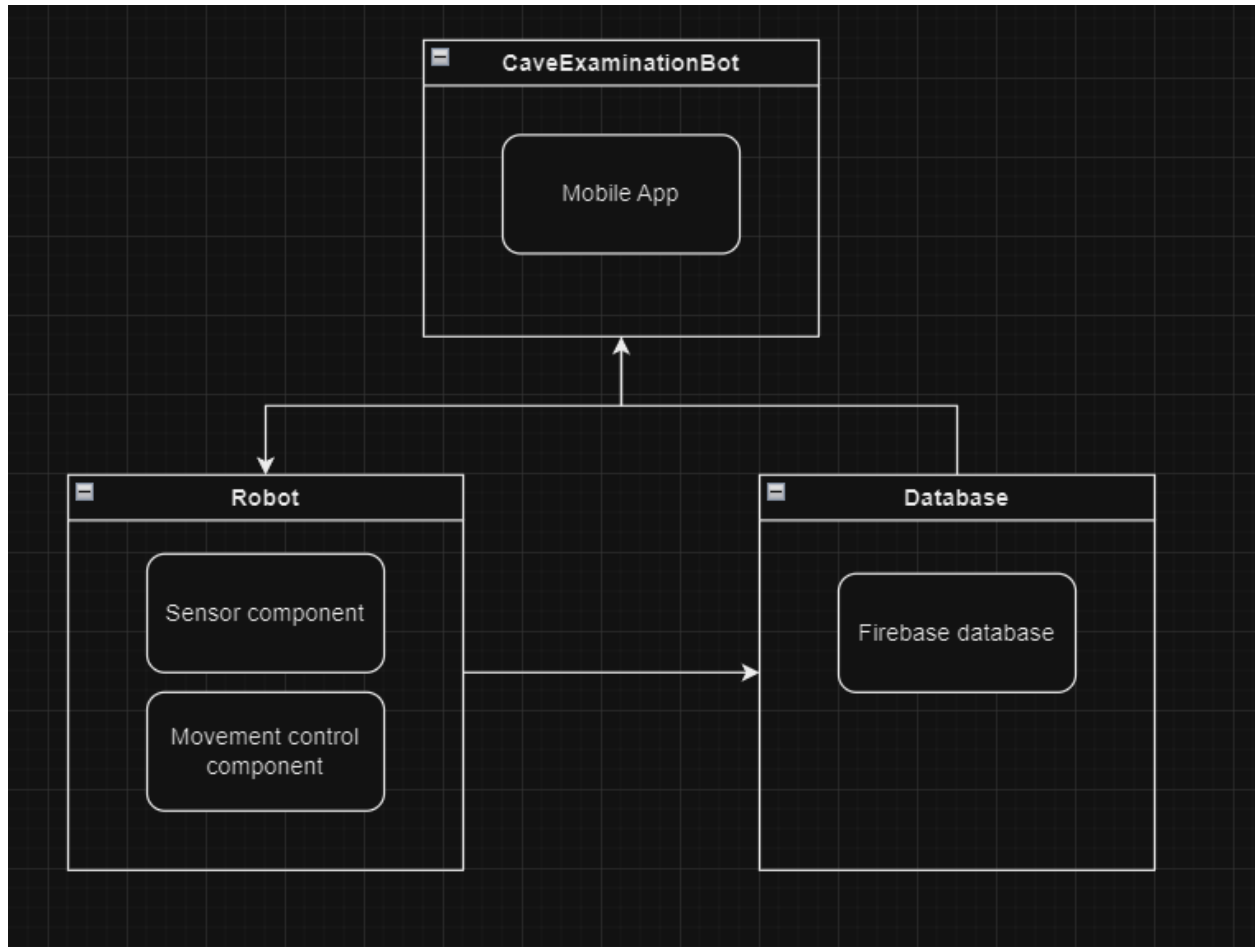 CaveExaminationBot
Mobile App
Robot
Sensor component
Movement control
component
Database
Firebase database